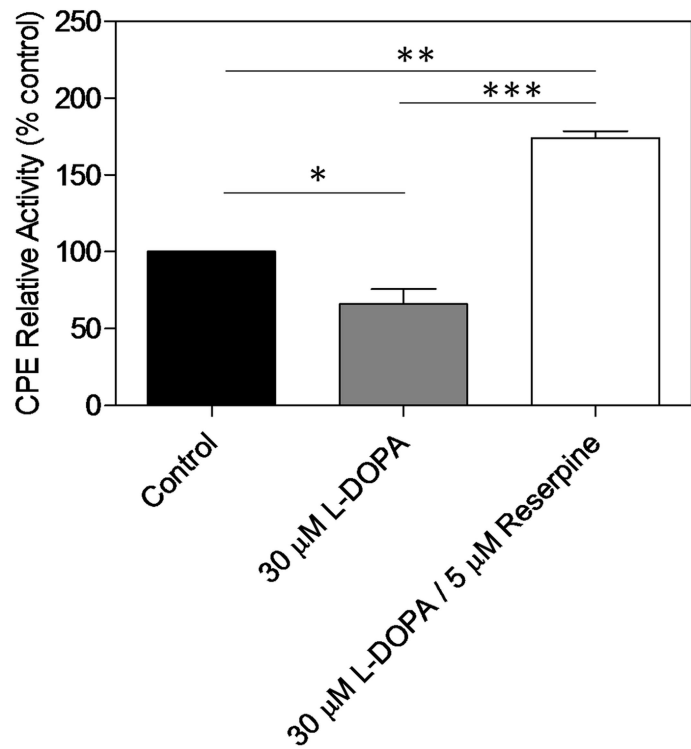 CPE Relative Activity (% control)
250
200
150
100
50
0
**
***
*
Control
30 µM L-DOPA
30 µM L-DOPA / 5 µM Reserpine